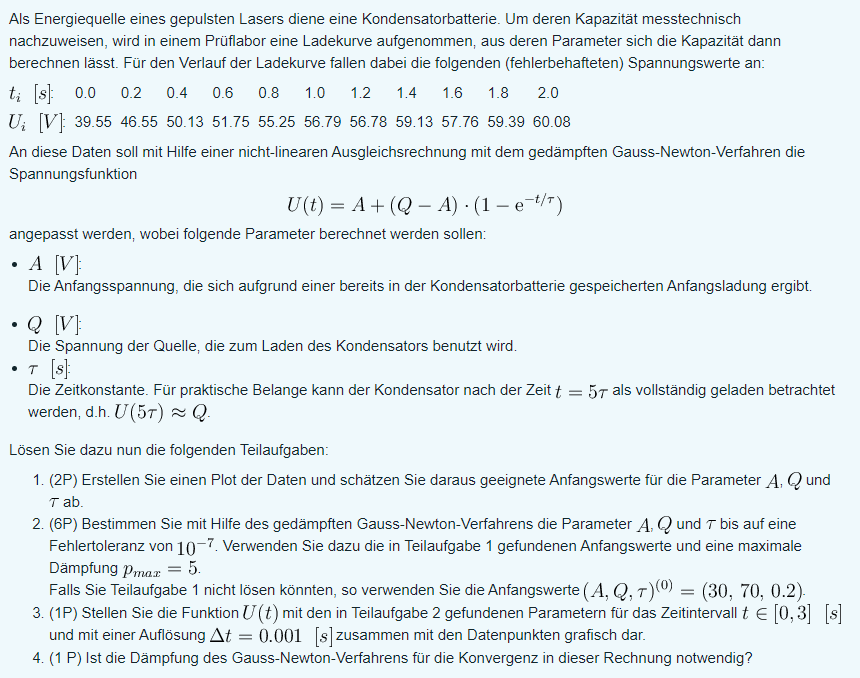 Als Energiequelle eines gepulsten Lasers diene eine Kondensatorbatterie. Um deren Kapazität messtechnisch
nachzuweisen, wird in einem Prüflabor eine Ladekurve aufgenommen, aus deren Parameter sich die Kapazität dann
berechnen lässt. Für den Verlauf der Ladekurve fallen dabei die folgenden (fehlerbehafteten) Spannungswerte an:
t_i [s]: 0.0 0.2 0.4 0.6 0.8 1.0 1.2 1.4 1.6 1.8 2.0
U_i [V]: 39.55 46.55 50.13 51.75 55.25 56.79 56.78 59.13 57.76 59.39 60.08
An diese Daten soll mit Hilfe einer nicht-linearen Ausgleichsrechnung mit dem gedämpften Gauss-Newton-Verfahren die
Spannungsfunktion
U(t) = A + (Q − A) · (1 − e^{−t/τ})
angepasst werden, wobei folgende Parameter berechnet werden sollen:
• A [V]:
Die Anfangsspannung, die sich aufgrund einer bereits in der Kondensatorbatterie gespeicherten Anfangsladung ergibt.
• Q [V]:
Die Spannung der Quelle, die zum Laden des Kondensators benutzt wird.
• τ [s]:
Die Zeitkonstante. Für praktische Belange kann der Kondensator nach der Zeit t = 5τ als vollständig geladen betrachtet
werden, d.h. U(5τ) ≈ Q.
Lösen Sie dazu nun die folgenden Teilaufgaben:
1. (2P) Erstellen Sie einen Plot der Daten und schätzen Sie daraus geeignete Anfangswerte für die Parameter A, Q und
τ ab.
2. (6P) Bestimmen Sie mit Hilfe des gedämpften Gauss-Newton-Verfahrens die Parameter A, Q und τ bis auf eine
Fehlertoleranz von 10^{−7}. Verwenden Sie dazu die in Teilaufgabe 1 gefundenen Anfangswerte und eine maximale
Dämpfung p_{max} = 5.
Falls Sie Teilaufgabe 1 nicht lösen könnten, so verwenden Sie die Anfangswerte (A, Q, τ)^{(0)} = (30, 70, 0.2).
3. (1P) Stellen Sie die Funktion U(t) mit den in Teilaufgabe 2 gefundenen Parametern für das Zeitintervall t ∈ [0, 3] [s]
und mit einer Auflösung Δt = 0.001 [s] zusammen mit den Datenpunkten grafisch dar.
4. (1 P) Ist die Dämpfung des Gauss-Newton-Verfahrens für die Konvergenz in dieser Rechnung notwendig?